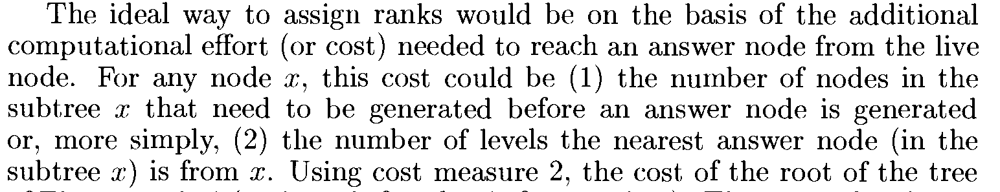 The ideal way to assign ranks would be on the basis of the additional
computational effort (or cost) needed to reach an answer node from the live
node. For any node x, this cost could be (1) the number of nodes in the
subtree x that need to be generated before an answer node is generated
or, more simply, (2) the number of levels the nearest answer node (in the
subtree x) is from x. Using cost measure 2, the cost of the root of the tree